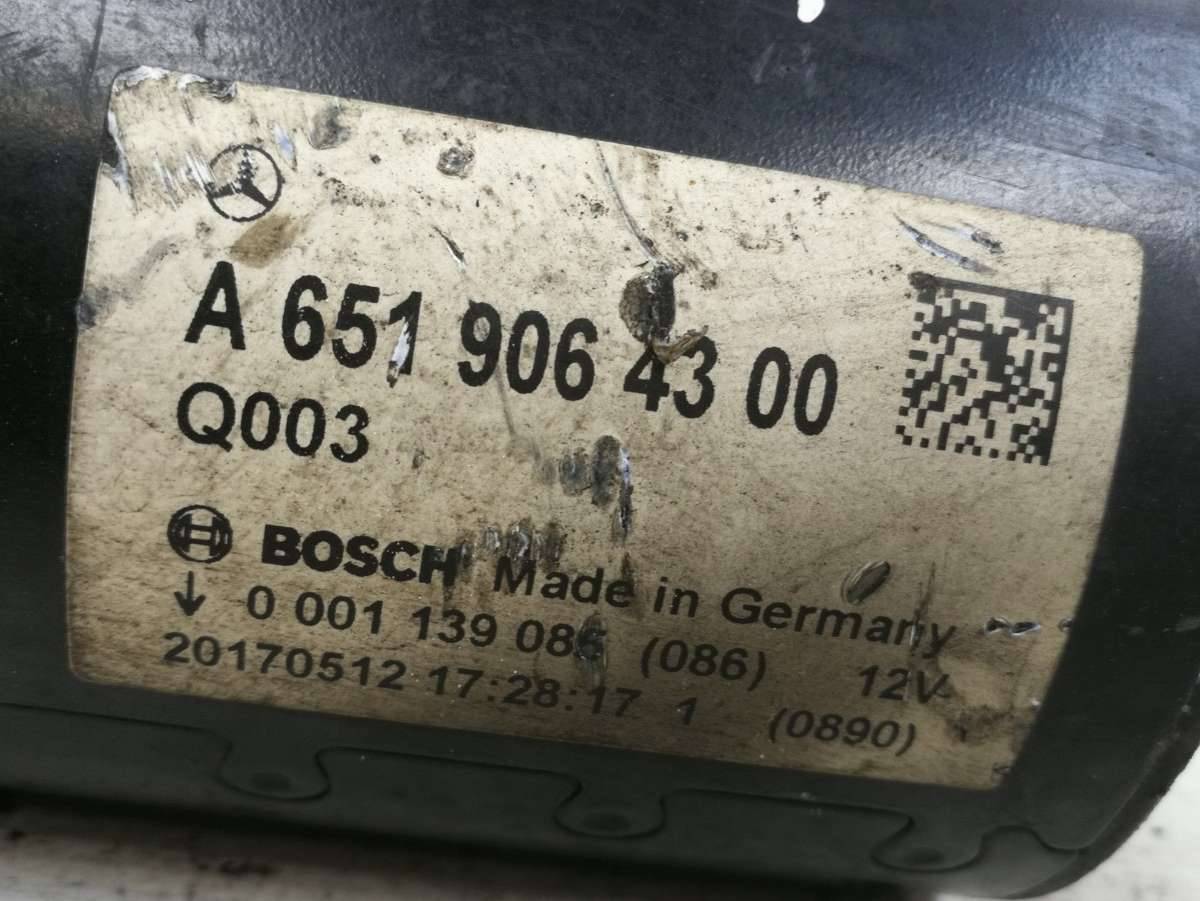 A 651 906 43 00
Q003
BOSCH Made in Germany
↓ 0 001 139 086 (086) 12V
20170512 17:28:17 1 (0890)